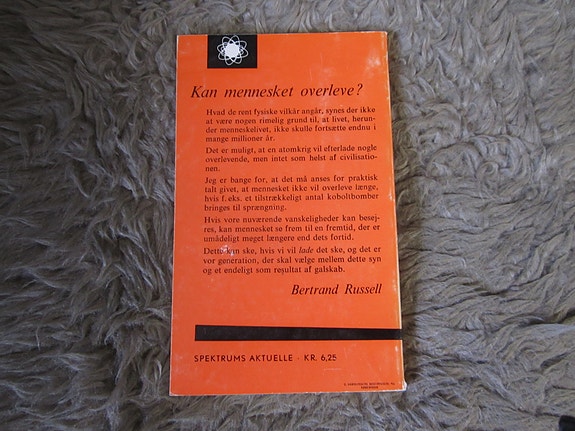 Kan mennesket overleve?
Hvad de rent fysiske vilkår angår, synes der ikke
at være nogen rimelig grund til, at livet, herun-
der menneskelivet, ikke skulle fortsætte endnu i
mange millioner år.
Det er muligt, at en atomkrig vil efterlade nogle
overlevende, men intet som helst af civilisatio-
nen.
Jeg er bange for, at det må anses for praktisk
talt givet, at mennesket ikke vil overleve længe,
hvis f. eks. et tilstrækkeligt antal koboltbomber
bringes til sprængning.
Hvis vore nuværende vanskeligheder kan besej-
res, kan mennesket se frem til en fremtid, der er
umådeligt meget længere end dets fortid.
Dette kan ske, hvis vi vil lade det ske, og det er
vor generation, der skal vælge mellem dette syn
og et endeligt som resultat af galskab.
Bertrand Russell
SPEKTRUMS AKTUELLE · KR. 6,25